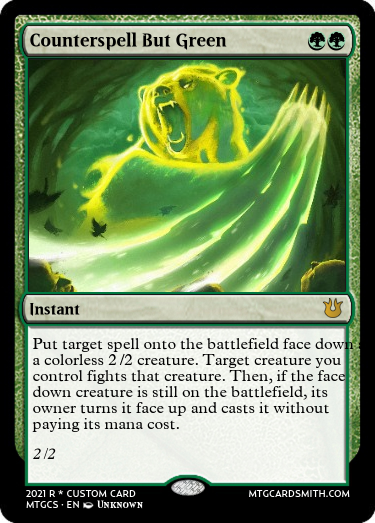 Counterspell But Green
Instant
Put target spell onto the battlefield face down a
a colorless 2/2 creature. Target creature you
control fights that creature. Then, if the face
down creature is still on the battlefield, its
owner turns it face up and casts it without
paying its mana cost.
2/2
2021 R * CUSTOM CARD
MTGCS · EN UNKNOWN
MTGCARDSMITH.COM